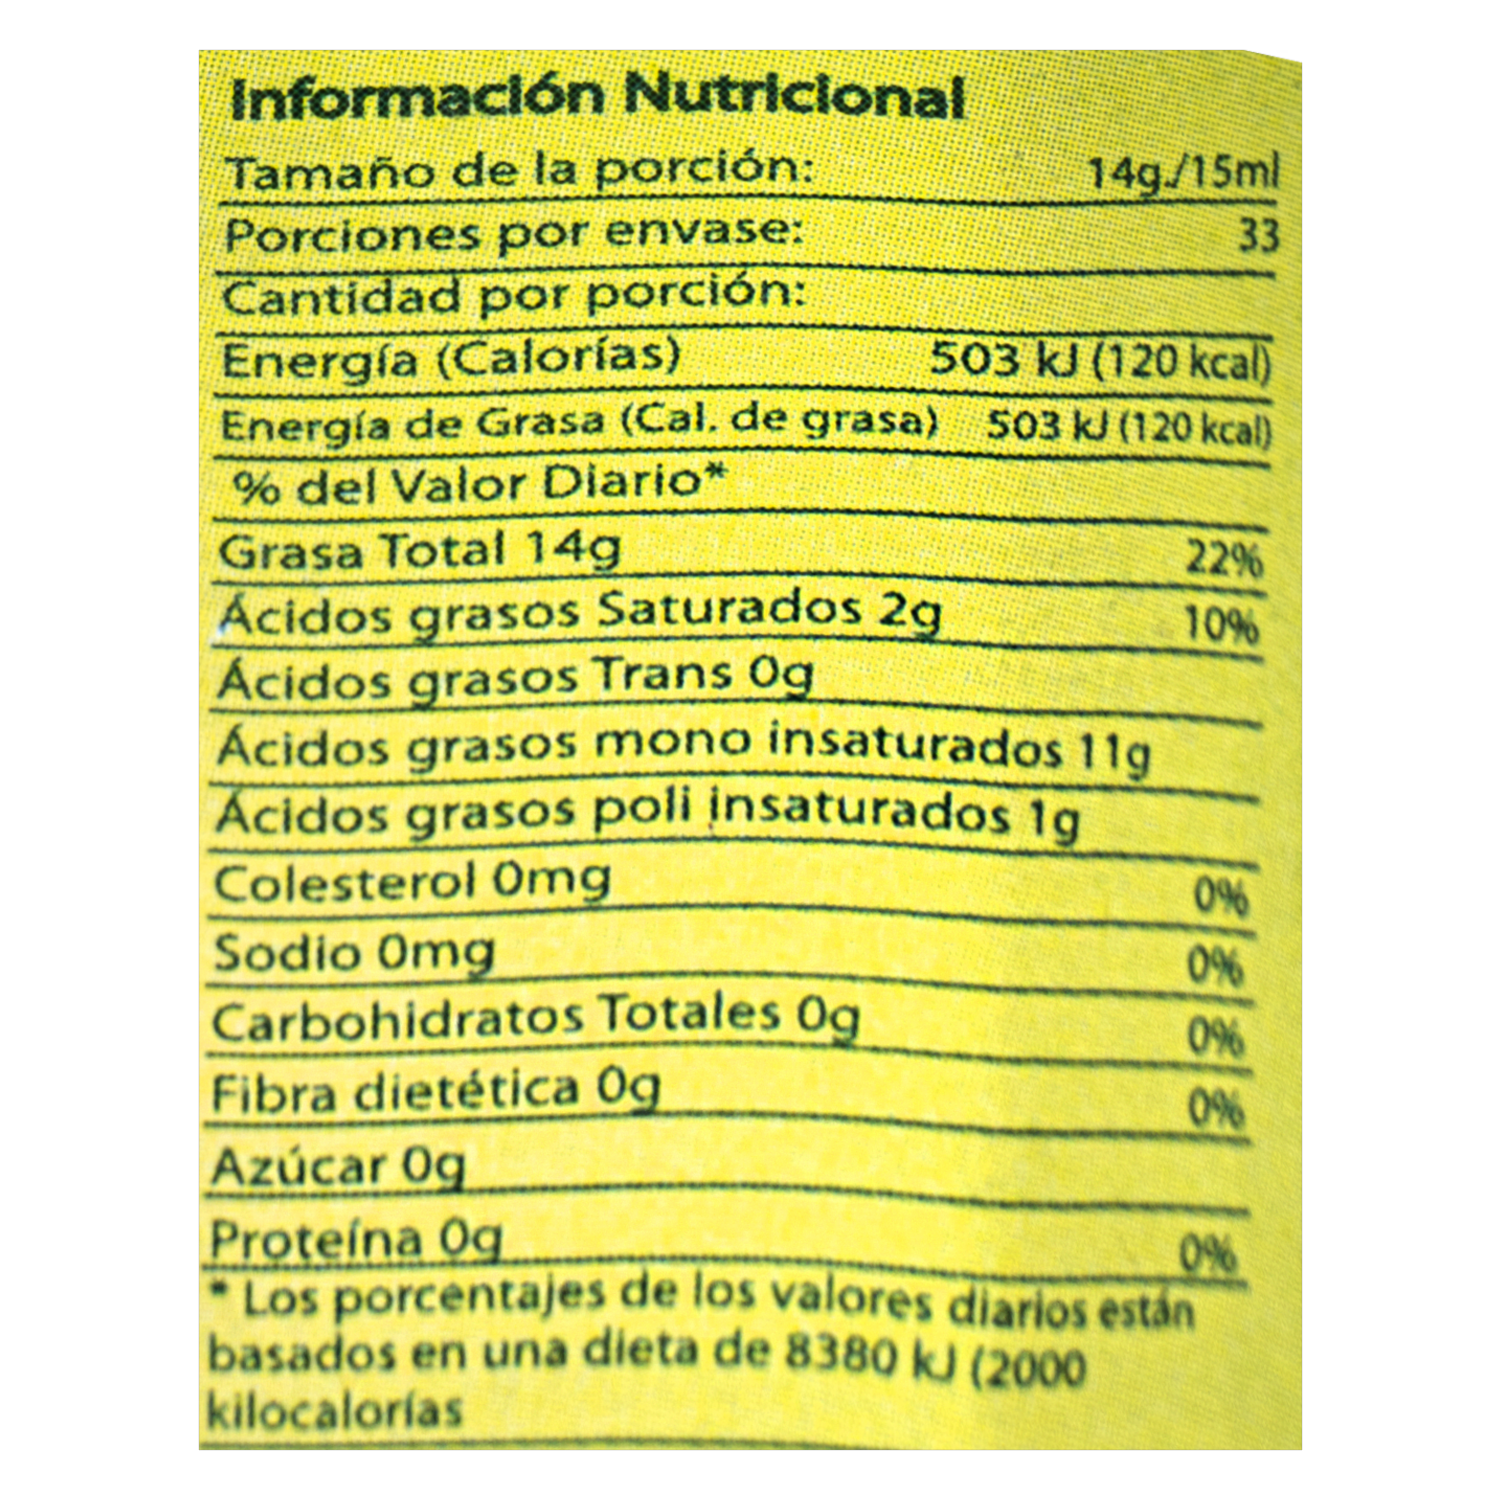 Información Nutricional
Tamaño de la porción: 14g./15ml
Porciones por envase: 33
Cantidad por porción:
Energía (Calorías) 503 kJ (120 kcal)
Energía de Grasa (Cal. de grasa) 503 kJ (120 kcal)
% del Valor Diario*
Grasa Total 14g 22%
Ácidos grasos Saturados 2g 10%
Ácidos grasos Trans 0g
Ácidos grasos mono insaturados 11g
Ácidos grasos poli insaturados 1g
Colesterol 0mg 0%
Sodio 0mg 0%
Carbohidratos Totales 0g 0%
Fibra dietética 0g 0%
Azúcar 0g
Proteína 0g 0%
* Los porcentajes de los valores diarios están
basados en una dieta de 8380 kJ (2000
kilocalorías